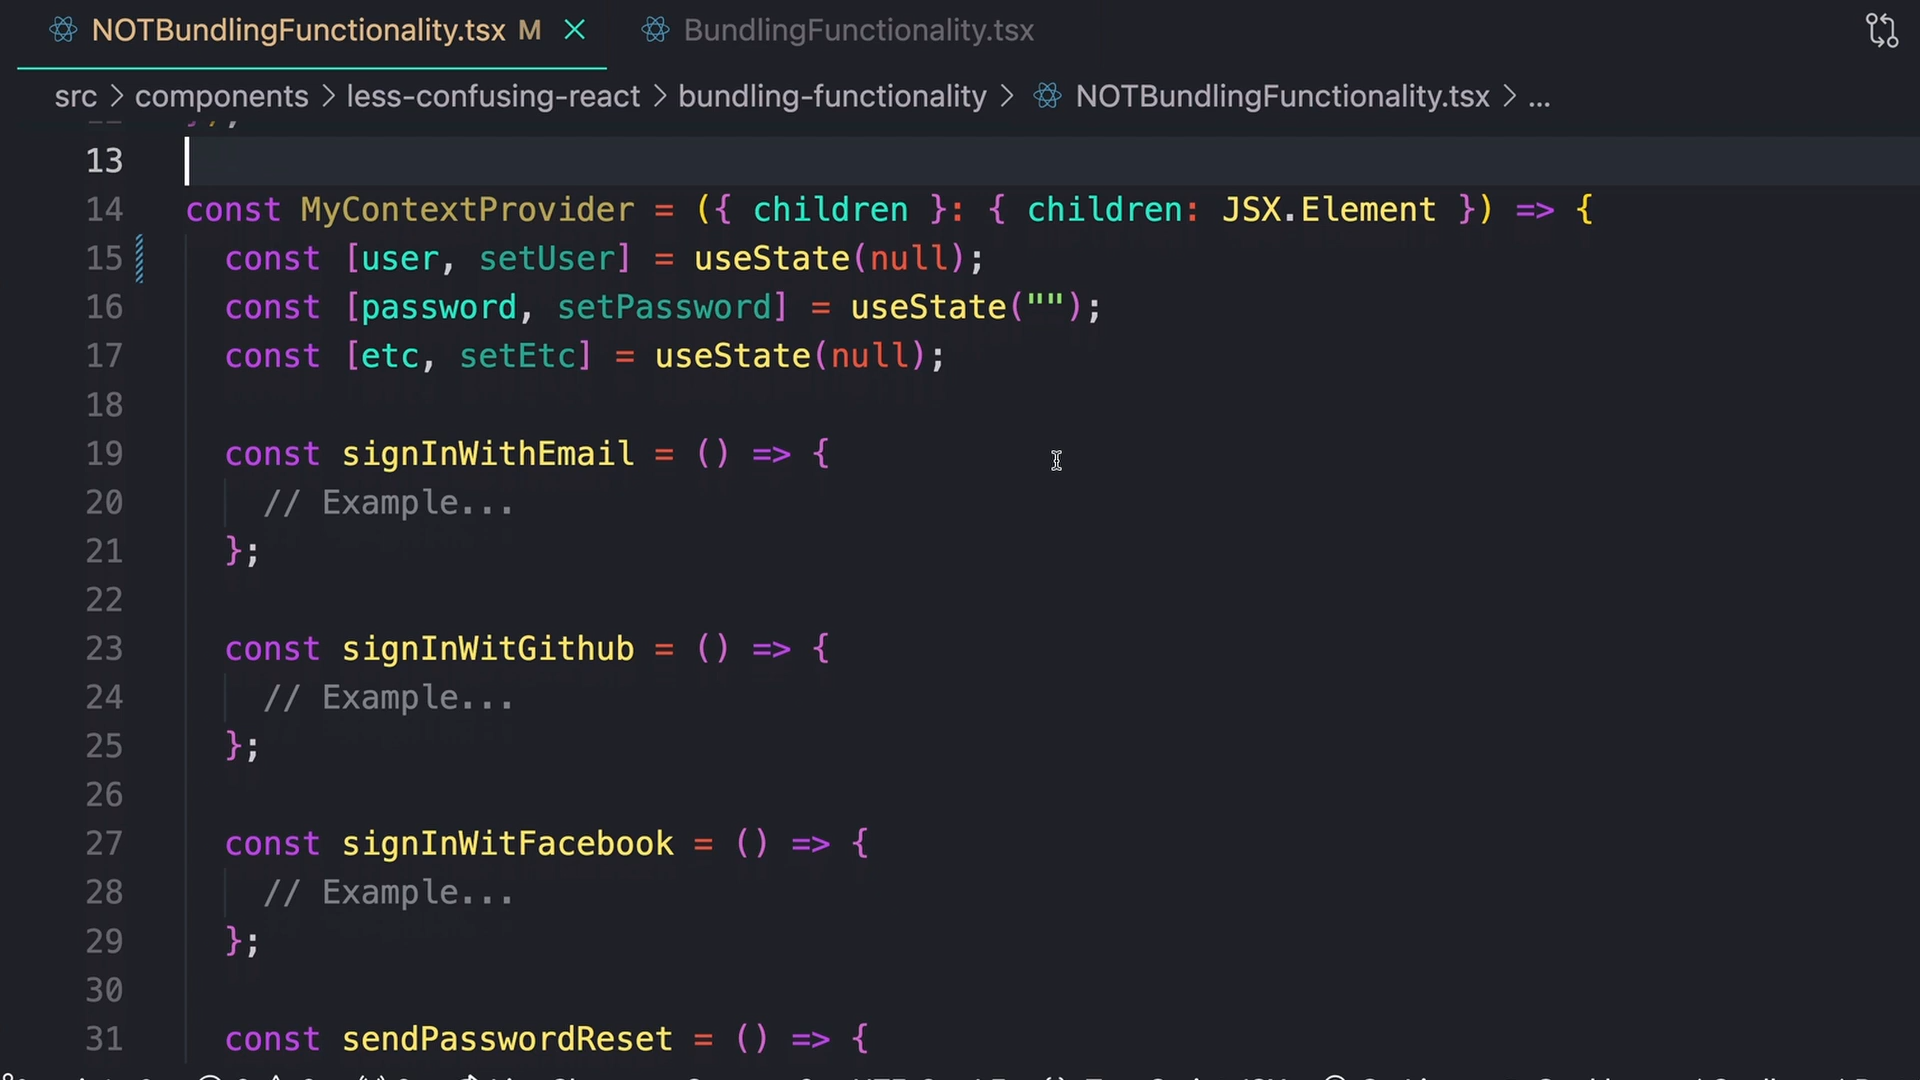 NOTBundlingFunctionality.tsx M BundlingFunctionality.tsx
src > components > less-confusing-react > bundling-functionality > NOTBundlingFunctionality.tsx > ...
13
14 const MyContextProvider = ({ children }: { children: JSX.Element }) => {
15 const [user, setUser] = useState(null);
16 const [password, setPassword] = useState("");
17 const [etc, setEtc] = useState(null);
18
19 const signInWithEmail = () => {
20 // Example...
21 };
22
23 const signInWitGithub = () => {
24 // Example...
25 };
26
27 const signInWitFacebook = () => {
28 // Example...
29 };
30
31 const sendPasswordReset = () => {